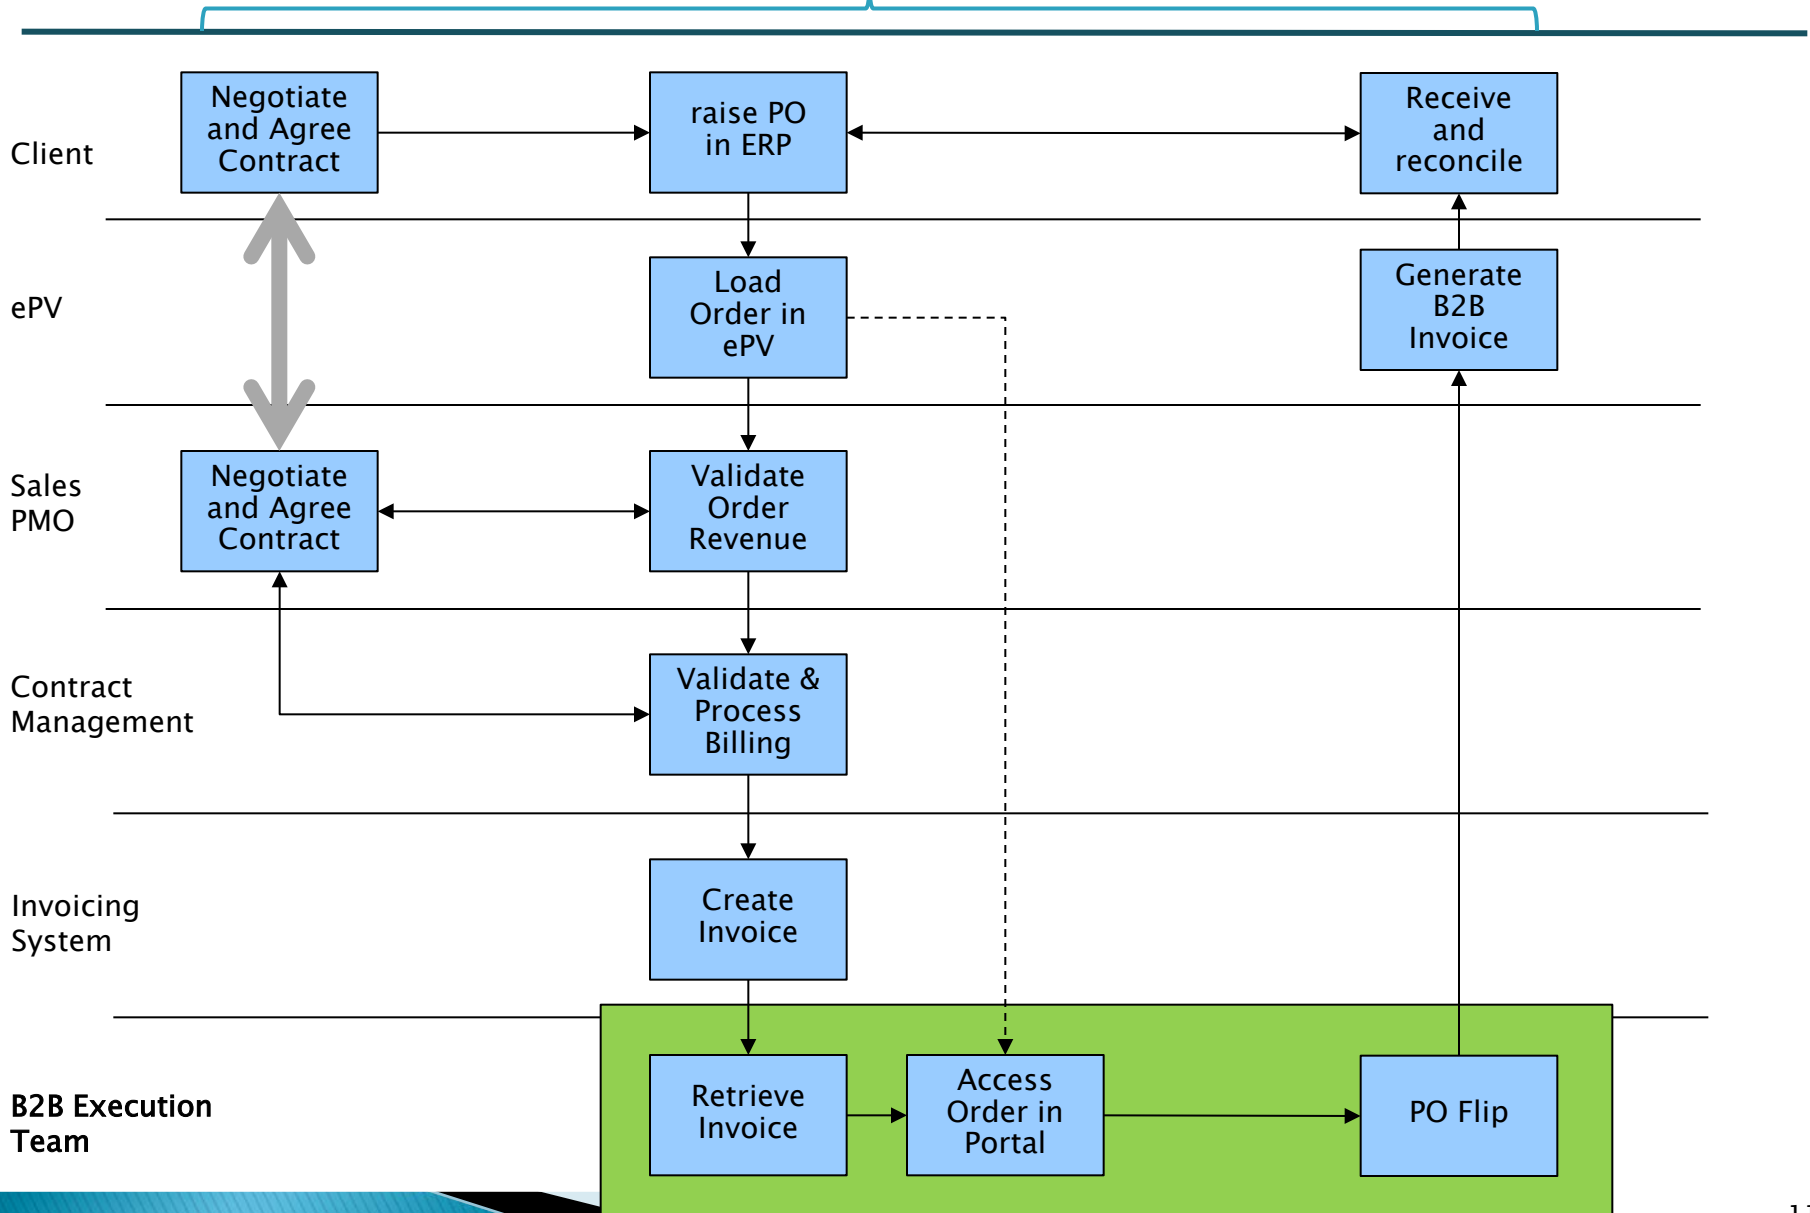 Client
Negotiate
and Agree
Contract
raise PO
in ERP
Receive
and
reconcile
ePV
Load
Order in
ePV
Generate
B2B
Invoice
Sales
PMO
Negotiate
and Agree
Contract
Validate
Order
Revenue
Contract
Management
Validate &
Process
Billing
Invoicing
System
Create
Invoice
B2B Execution
Team
Retrieve
Invoice
Access
Order in
Portal
PO Flip